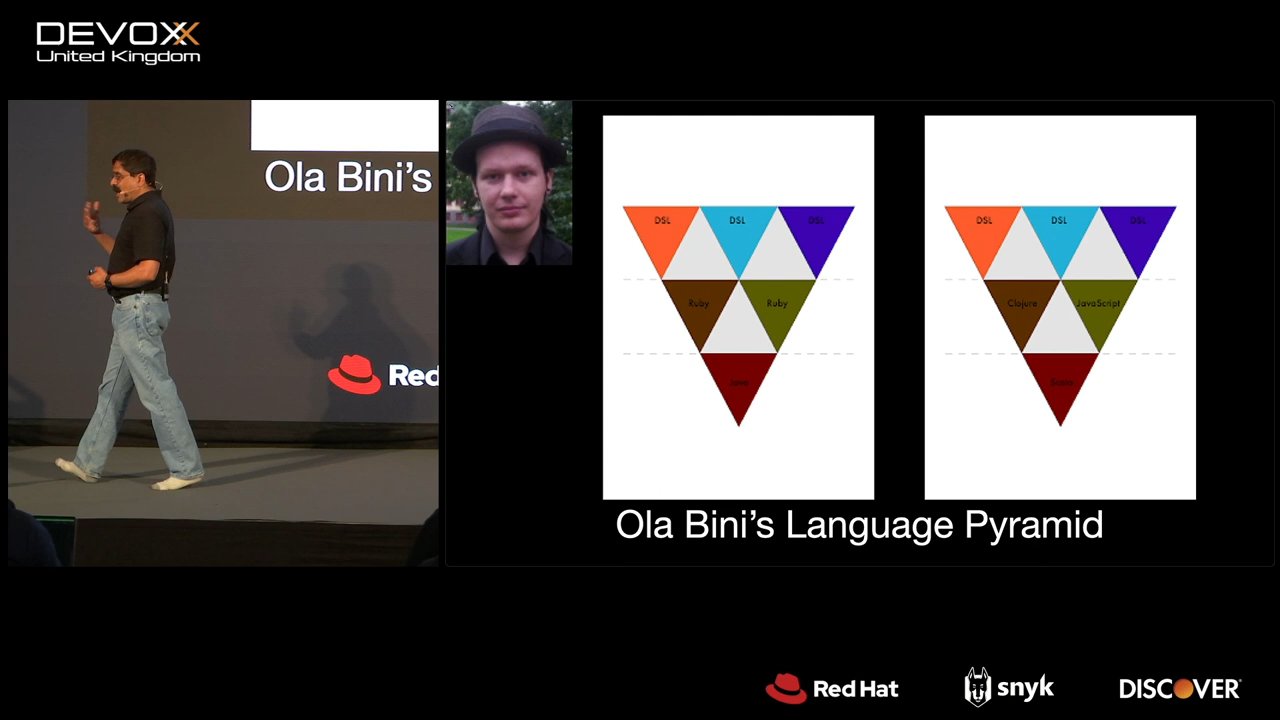 DEVOXX
United Kingdom
Ola Bini's
Red
DSL DSL DSL
Ruby Ruby
Java
DSL DSL DSL
Clojure JavaScript
Scala
Ola Bini's Language Pyramid
Red Hat
snyk
DISCOVER